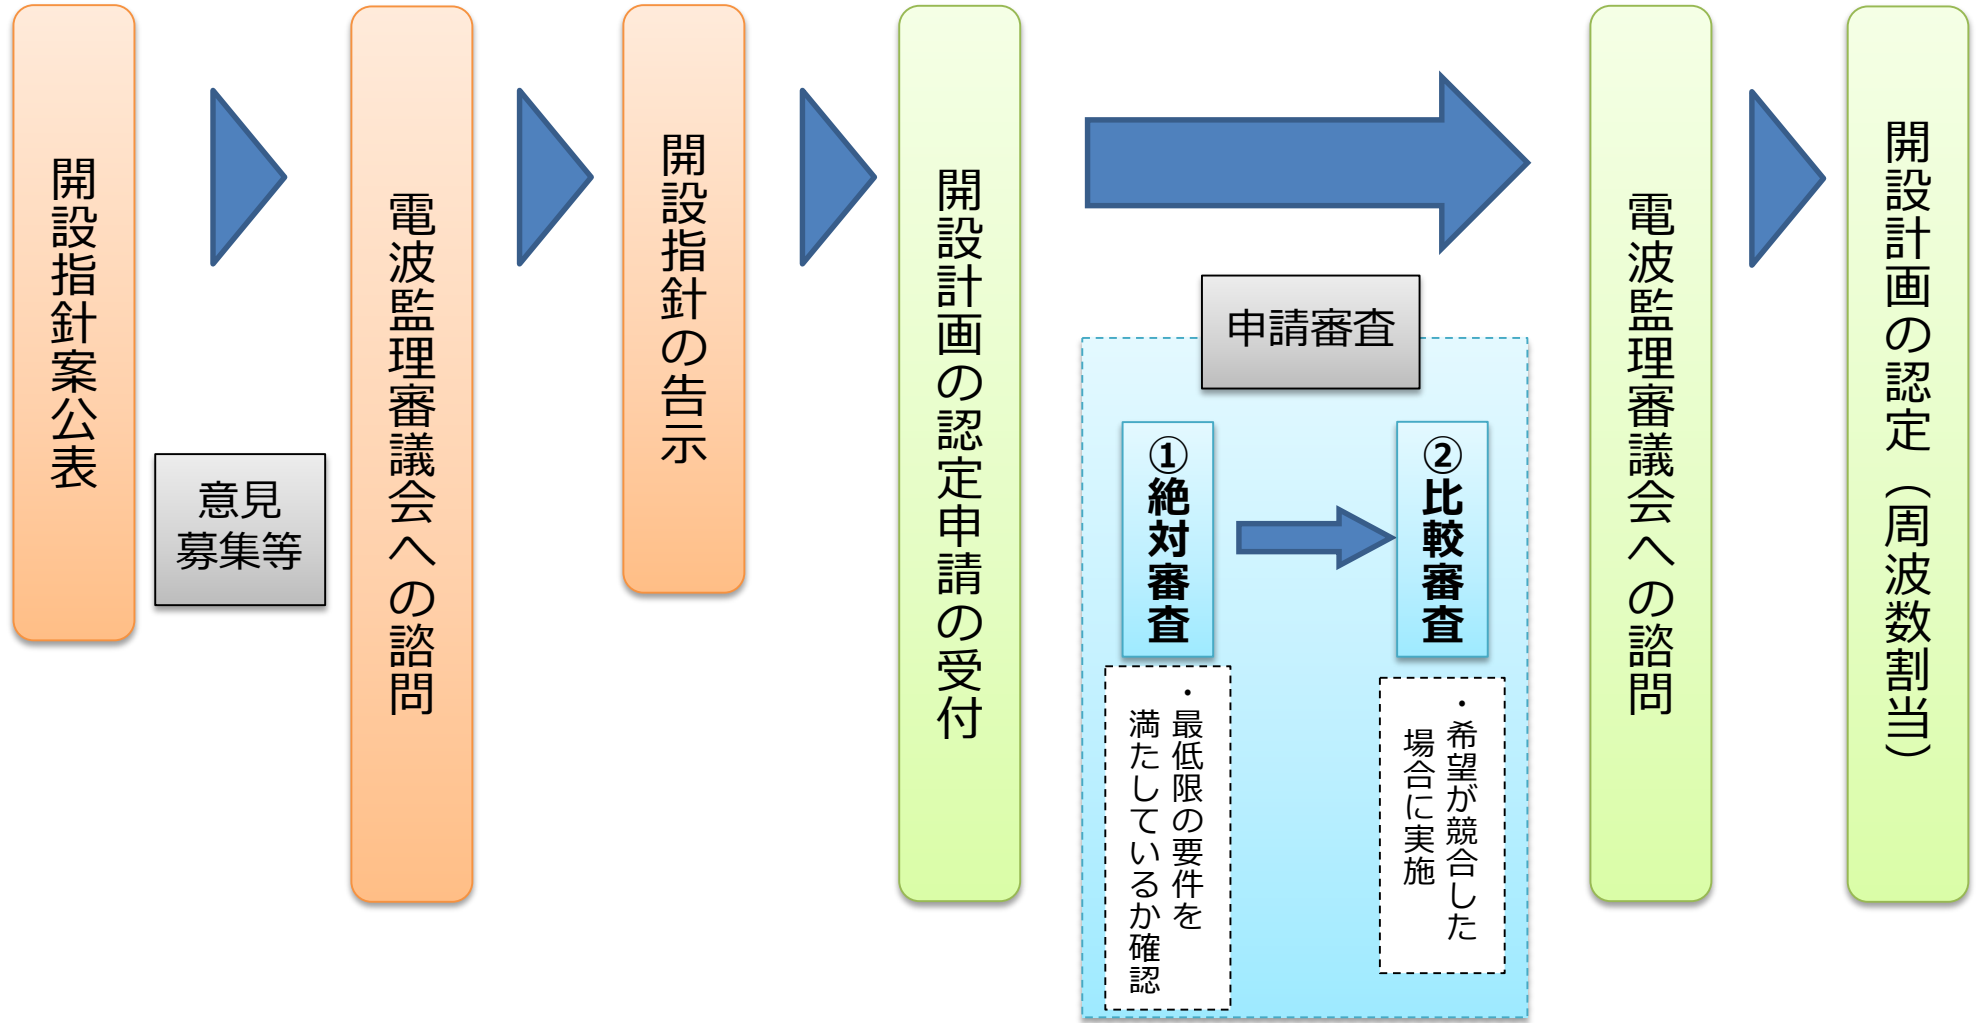 開設指針案公表
意見
募集等
電波監理審議会への諮問
開設指針の告示
開設計画の認定申請の受付
申請審査
①絶対審査
・最低限の要件を
満たしているか確認
②比較審査
・希望が競合した
場合に実施
電波監理審議会への諮問
開設計画の認定（周波数割当）